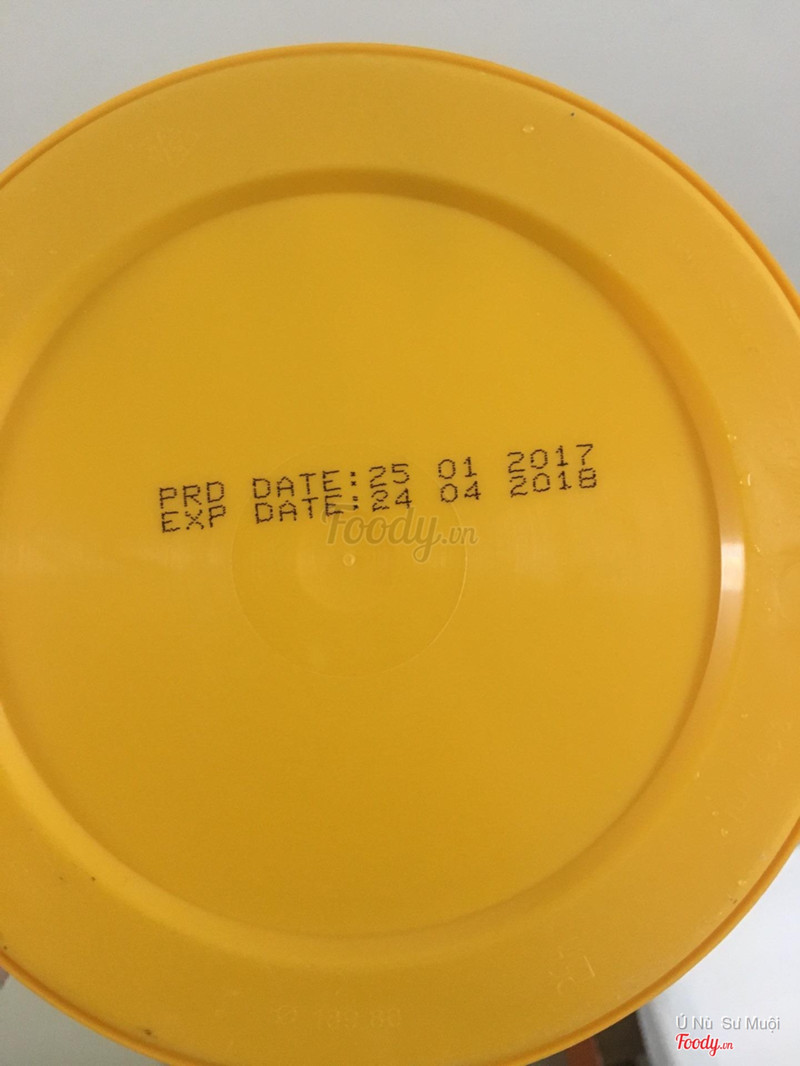 PRD DATE:25 01 2017
EXP DATE:24 04 2018
Foody.vn
Ú Nù Sư Muội
Foody.vn